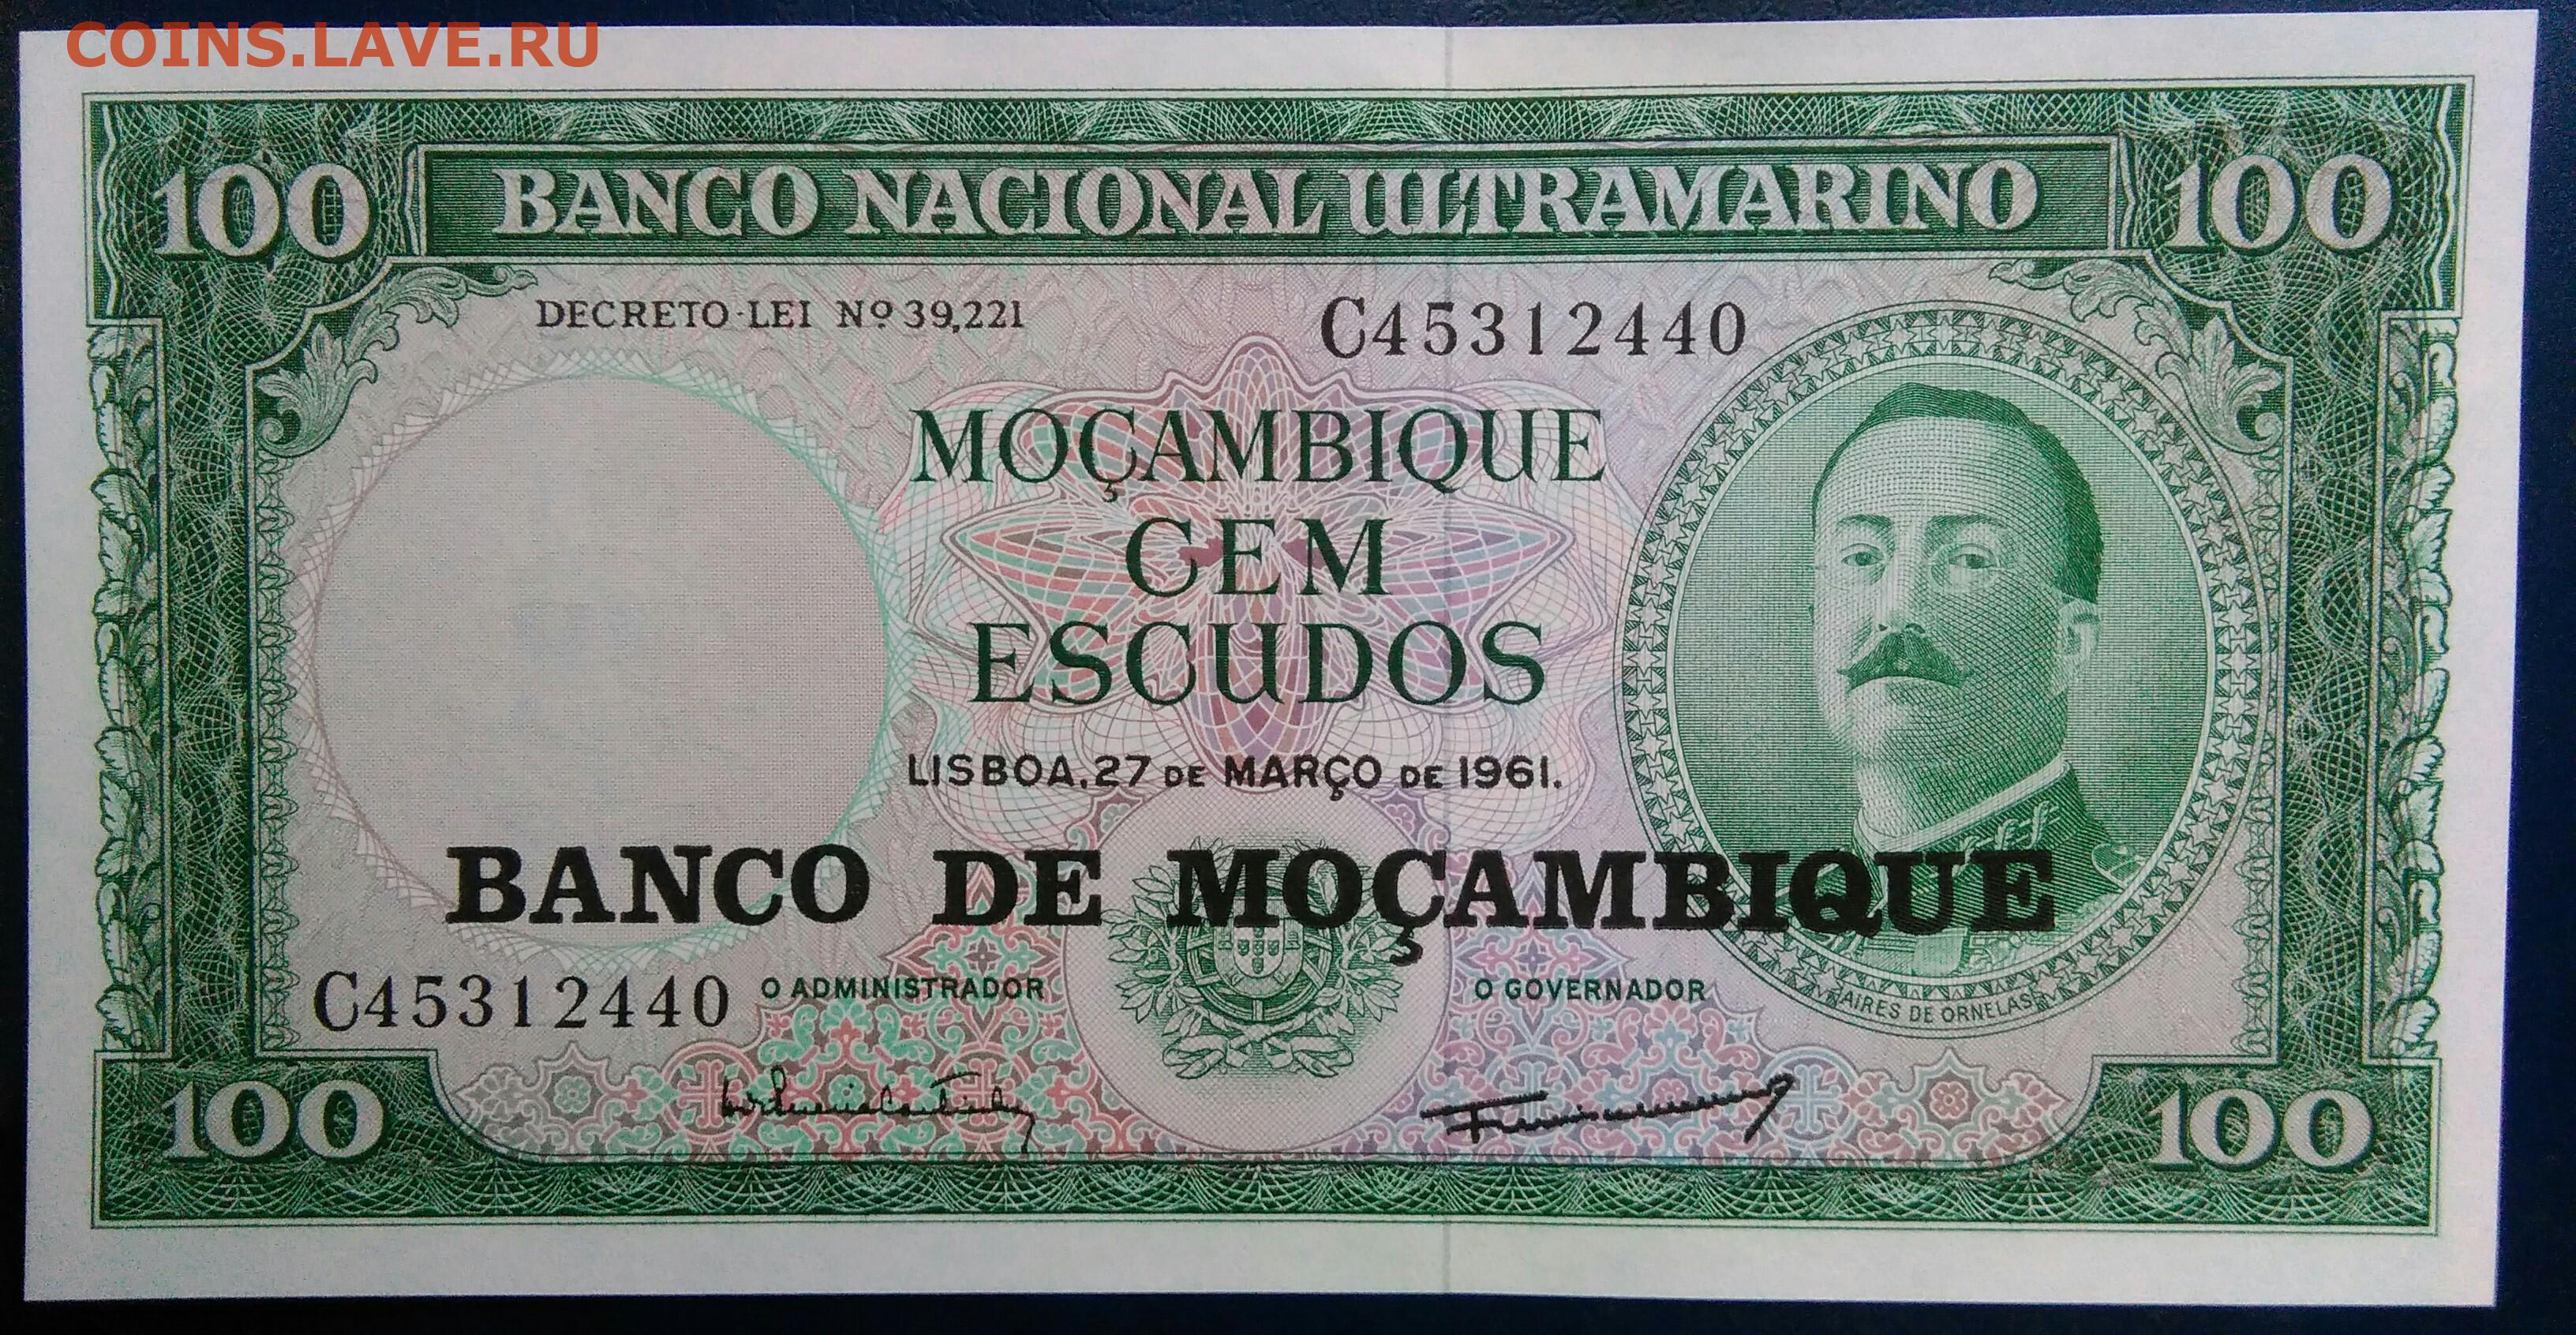 COINS.LAVE.RU
100 BANCO NACIONAL ULTRAMARINO 100
DECRETO-LEI Nº 39,221
C45312440
MOÇAMBIQUE
CEM
ESCUDOS
LISBOA, 27 DE MARÇO DE 1961.
BANCO DE MOÇAMBIQUE
C45312440
O ADMINISTRADOR
O GOVERNADOR
AIRES DE ORNELAS
100 100